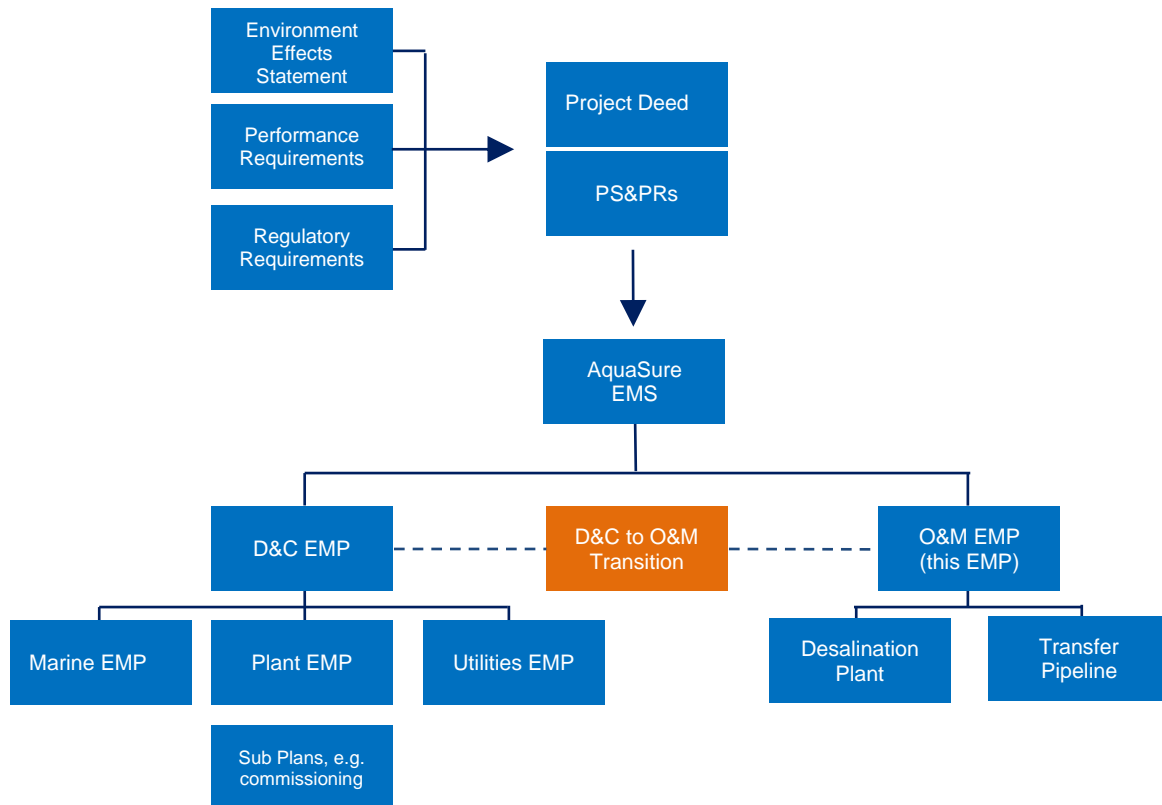 Environment
Effects
Statement
Performance
Requirements
Regulatory
Requirements
Project Deed
PS&PRs
AquaSure
EMS
D&C EMP
D&C to O&M
Transition
O&M EMP
(this EMP)
Marine EMP
Plant EMP
Utilities EMP
Desalination
Plant
Transfer
Pipeline
Sub Plans, e.g.
commissioning